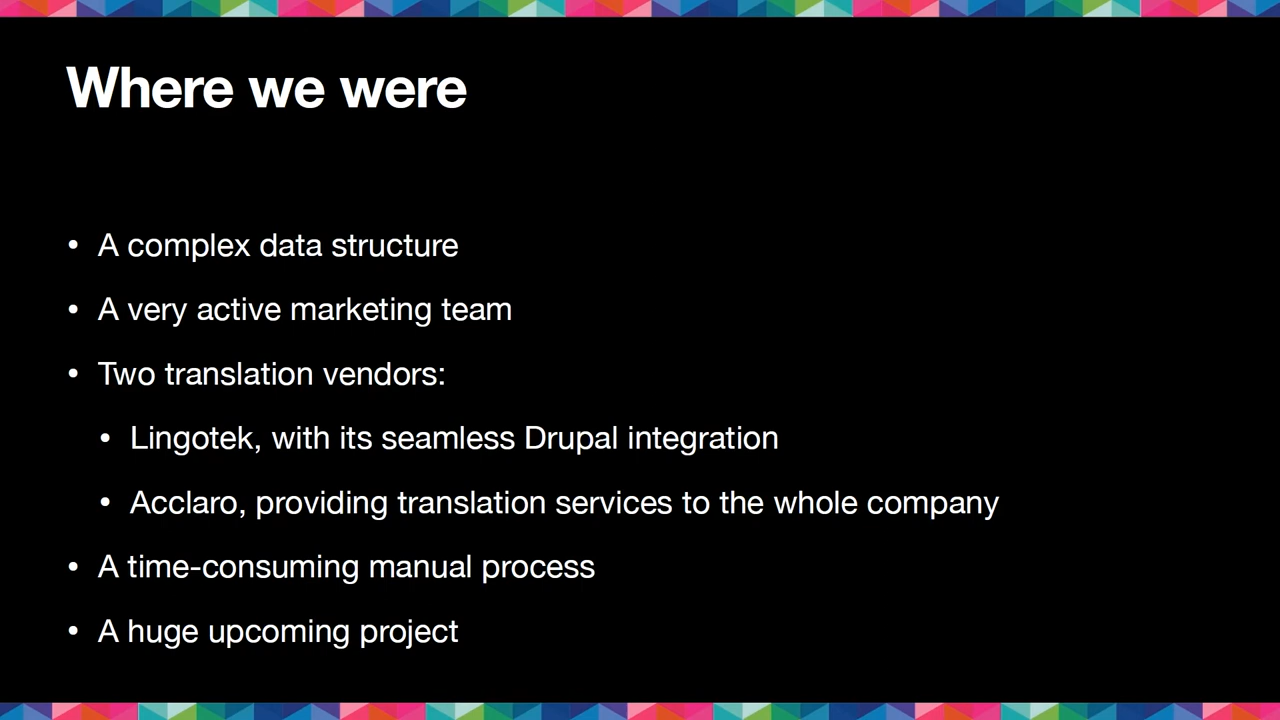 Where we were
• A complex data structure
• A very active marketing team
• Two translation vendors:
• Lingotek, with its seamless Drupal integration
• Acclaro, providing translation services to the whole company
• A time-consuming manual process
• A huge upcoming project